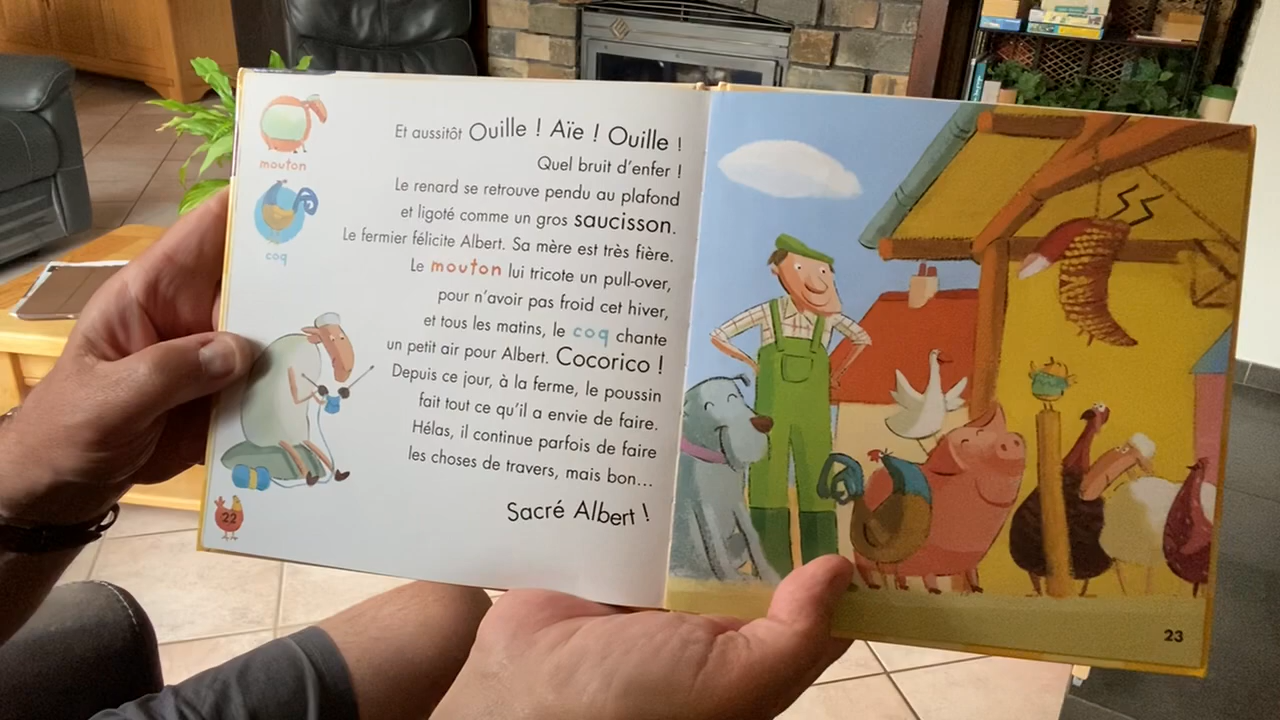 mouton
coq
Et aussitôt Ouille ! Aïe ! Ouille !
Quel bruit d'enfer !
Le renard se retrouve pendu au plafond
et ligoté comme un gros saucisson.
Le fermier félicite Albert. Sa mère est très fière.
Le mouton lui tricote un pull-over,
pour n'avoir pas froid cet hiver,
et tous les matins, le coq chante
un petit air pour Albert. Cocorico !
Depuis ce jour, à la ferme, le poussin
fait tout ce qu'il a envie de faire.
Hélas, il continue parfois de faire
les choses de travers, mais bon...
Sacré Albert !
22
23